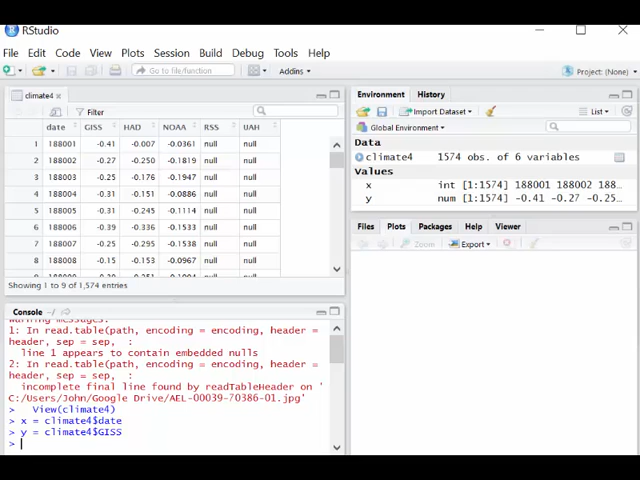 RStudio
File Edit Code View Plots Session Build Debug Tools Help
Go to file/function Addins Project: (None)
climate4
Filter
date GISS HAD NOAA RSS UAH
1 188001 -0.41 -0.007 -0.0361 null null
2 188002 -0.27 -0.250 -0.1819 null null
3 188003 -0.25 -0.176 -0.1947 null null
4 188004 -0.31 -0.151 -0.0886 null null
5 188005 -0.31 -0.245 -0.1114 null null
6 188006 -0.39 -0.336 -0.1533 null null
7 188007 -0.25 -0.295 -0.1538 null null
8 188008 -0.15 -0.153 -0.0967 null null
Showing 1 to 9 of 1,574 entries
Console ~/
Warning messages:
1: In read.table(path, encoding = encoding, header =
header, sep = sep, :
line 1 appears to contain embedded nulls
2: In read.table(path, encoding = encoding, header =
header, sep = sep, :
incomplete final line found by readTableHeader on '
C:/Users/John/Google Drive/AEL-00039-70386-01.jpg'
> View(climate4)
> x = climate4$date
> y = climate4$GISS
>
Environment History
Import Dataset List
Global Environment
Data
climate4 1574 obs. of 6 variables
Values
x int [1:1574] 188001 188002 188...
y num [1:1574] -0.41 -0.27 -0.25...
Files Plots Packages Help Viewer
Zoom Export